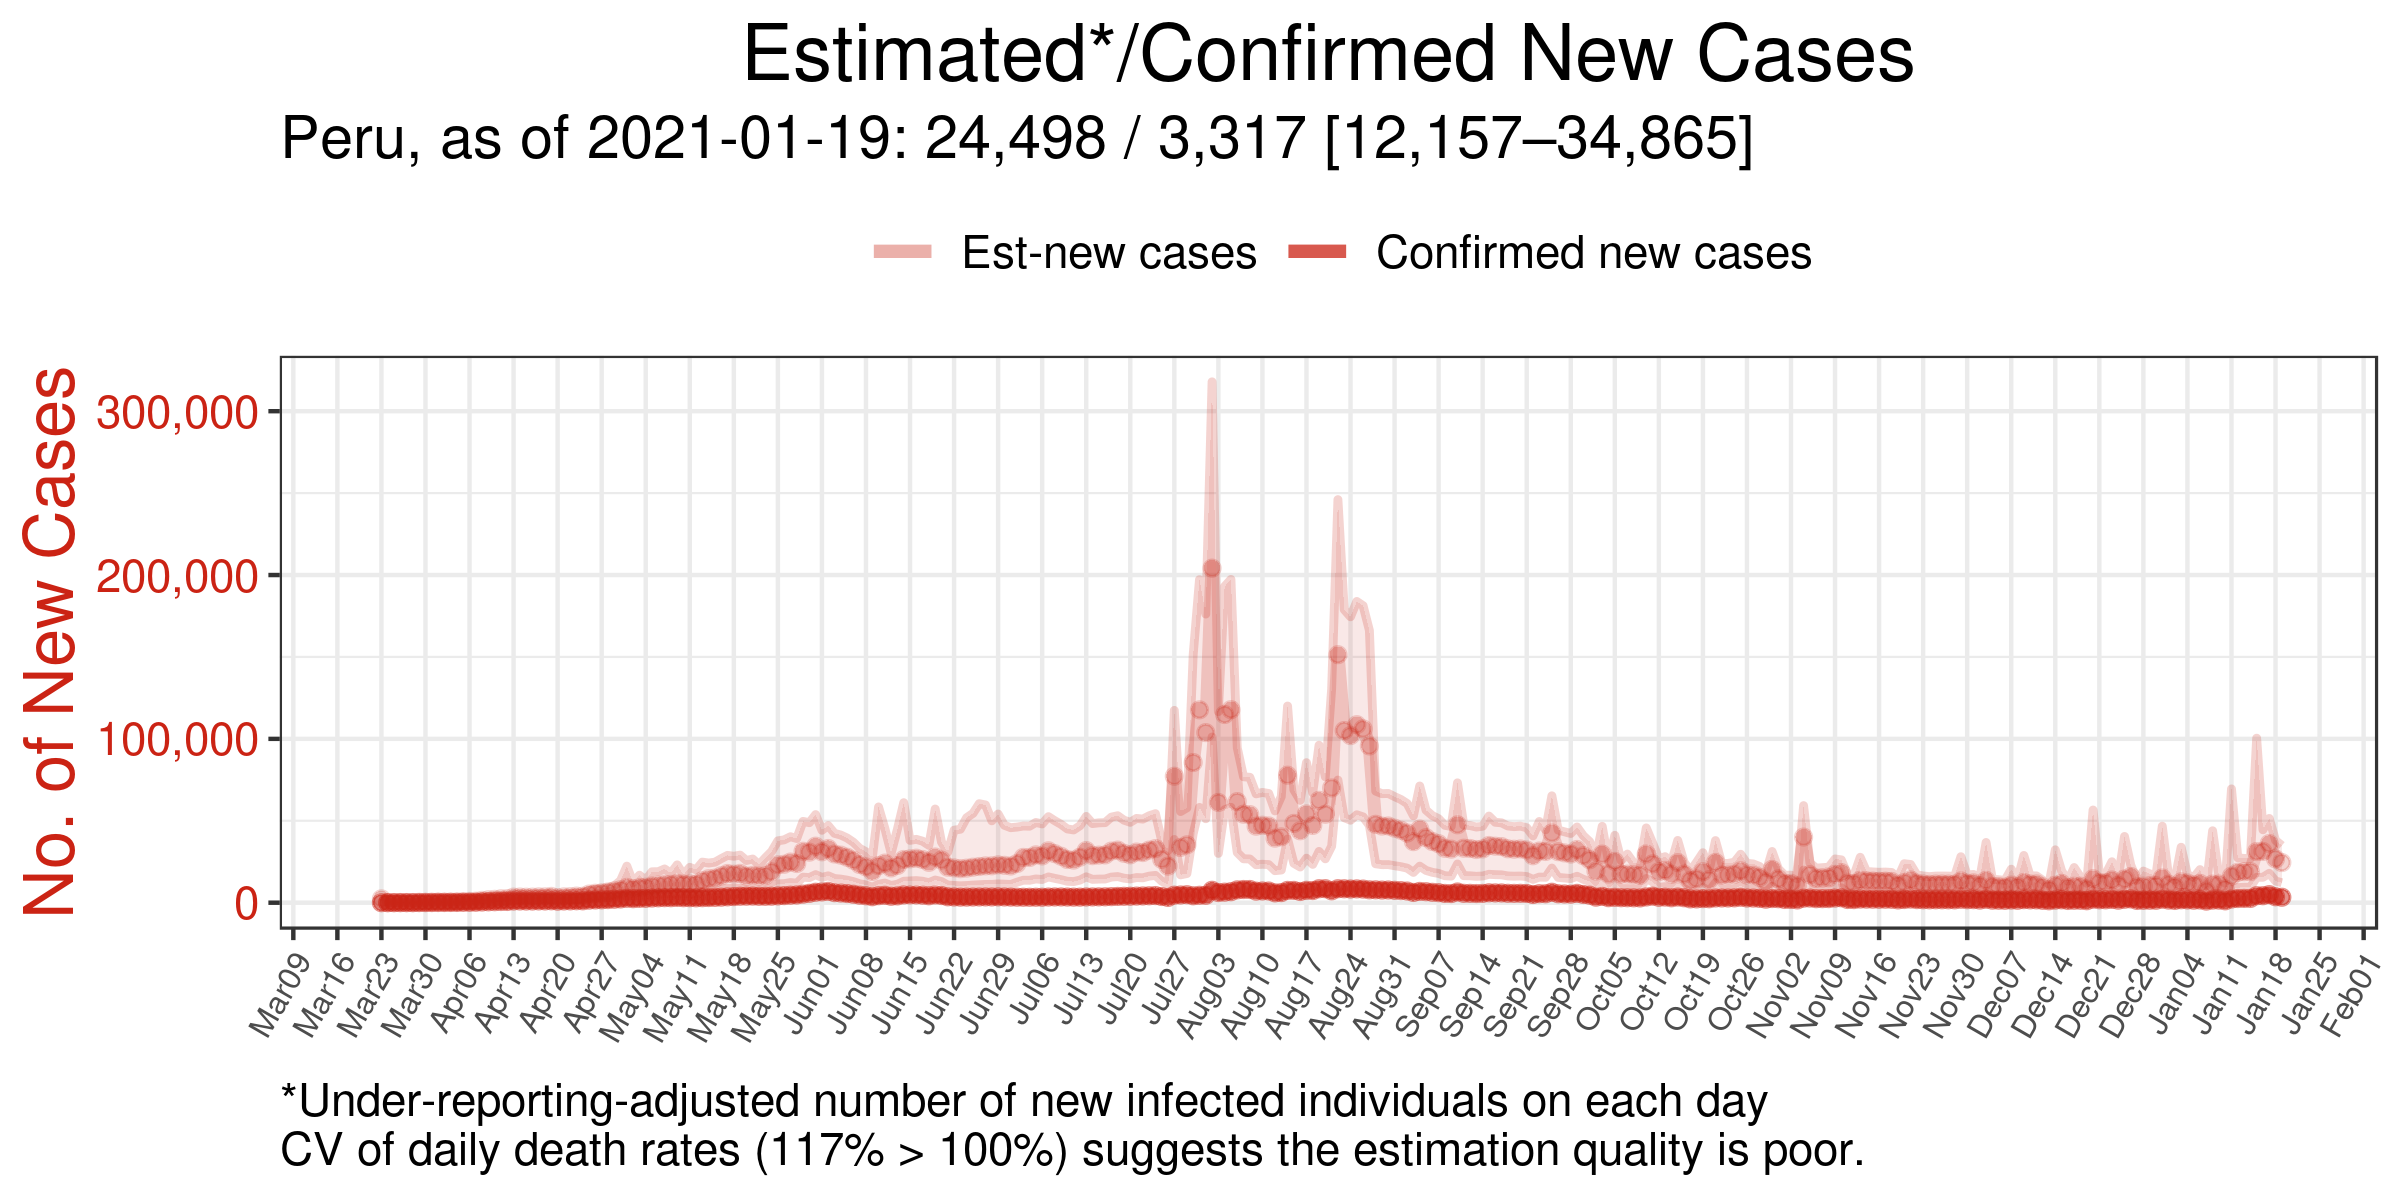 Estimated*/Confirmed New Cases
Peru, as of 2021-01-19: 24,498 / 3,317 [12,157–34,865]
Est-new cases Confirmed new cases
No. of New Cases
300,000
200,000
100,000
0
Mar09 Mar16 Mar23 Mar30 Apr06 Apr13 Apr20 Apr27 May04 May11 May18 May25 Jun01 Jun08 Jun15 Jun22 Jun29 Jul06 Jul13 Jul20 Jul27 Aug03 Aug10 Aug17 Aug24 Aug31 Sep07 Sep14 Sep21 Sep28 Oct05 Oct12 Oct19 Oct26 Nov02 Nov09 Nov16 Nov23 Nov30 Dec07 Dec14 Dec21 Dec28 Jan04 Jan11 Jan18 Jan25 Feb01
*Under-reporting-adjusted number of new infected individuals on each day
CV of daily death rates (117% > 100%) suggests the estimation quality is poor.